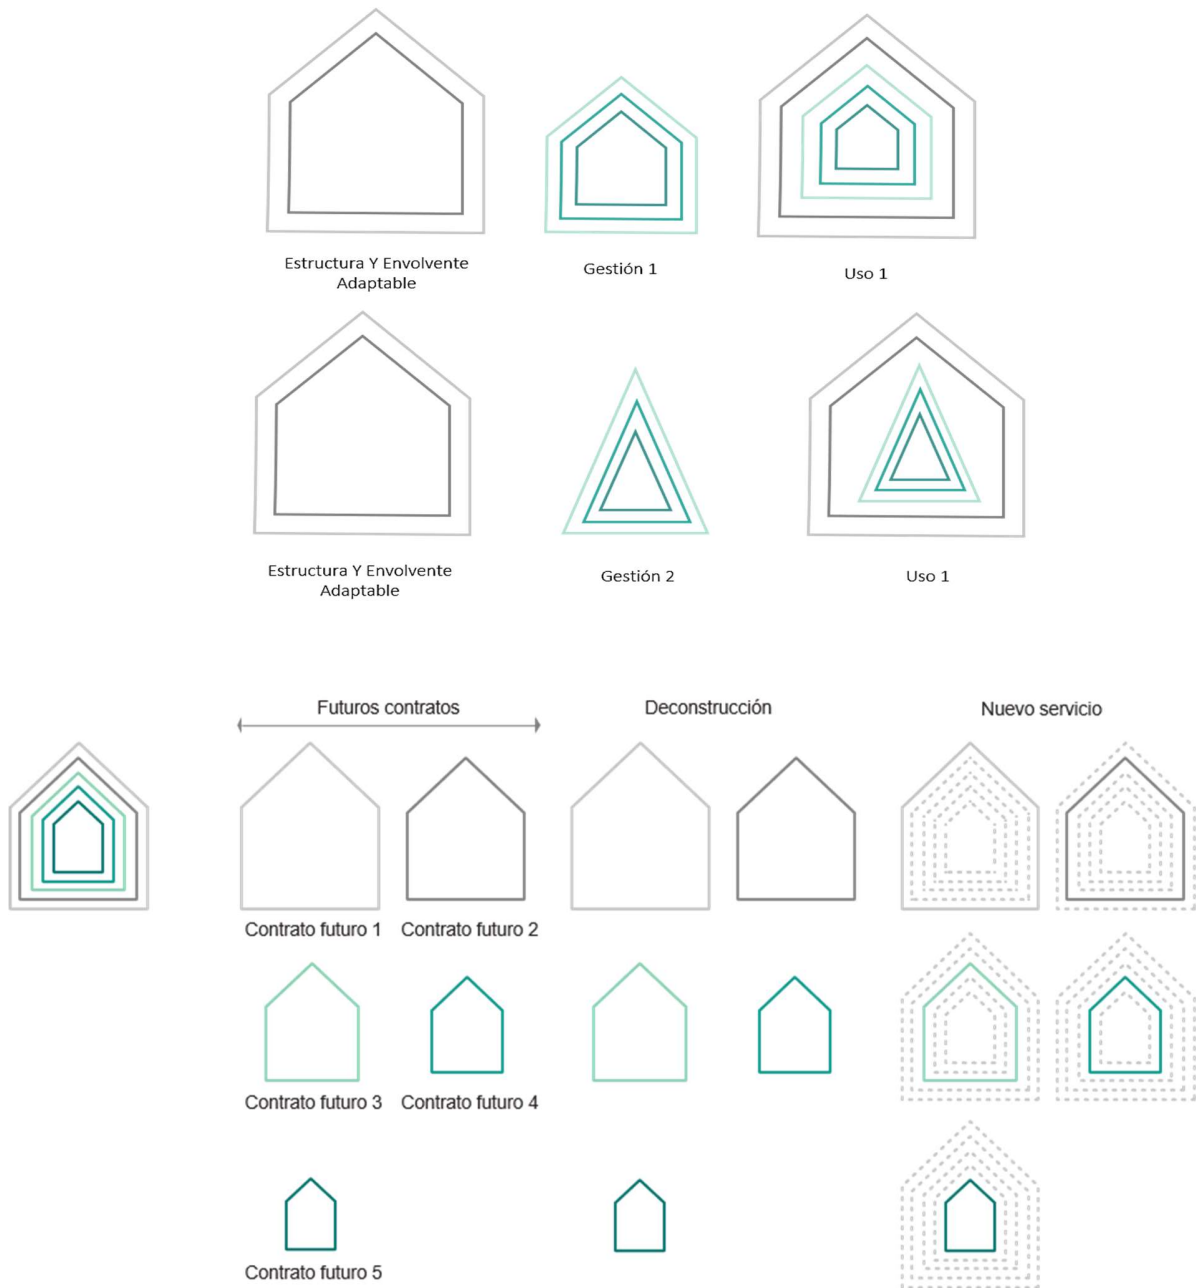 Estructura Y Envolvente
Adaptable
Gestión 1
Uso 1
Estructura Y Envolvente
Adaptable
Gestión 2
Uso 1
Futuros contratos
Deconstrucción
Nuevo servicio
Contrato futuro 1
Contrato futuro 2
Contrato futuro 3
Contrato futuro 4
Contrato futuro 5